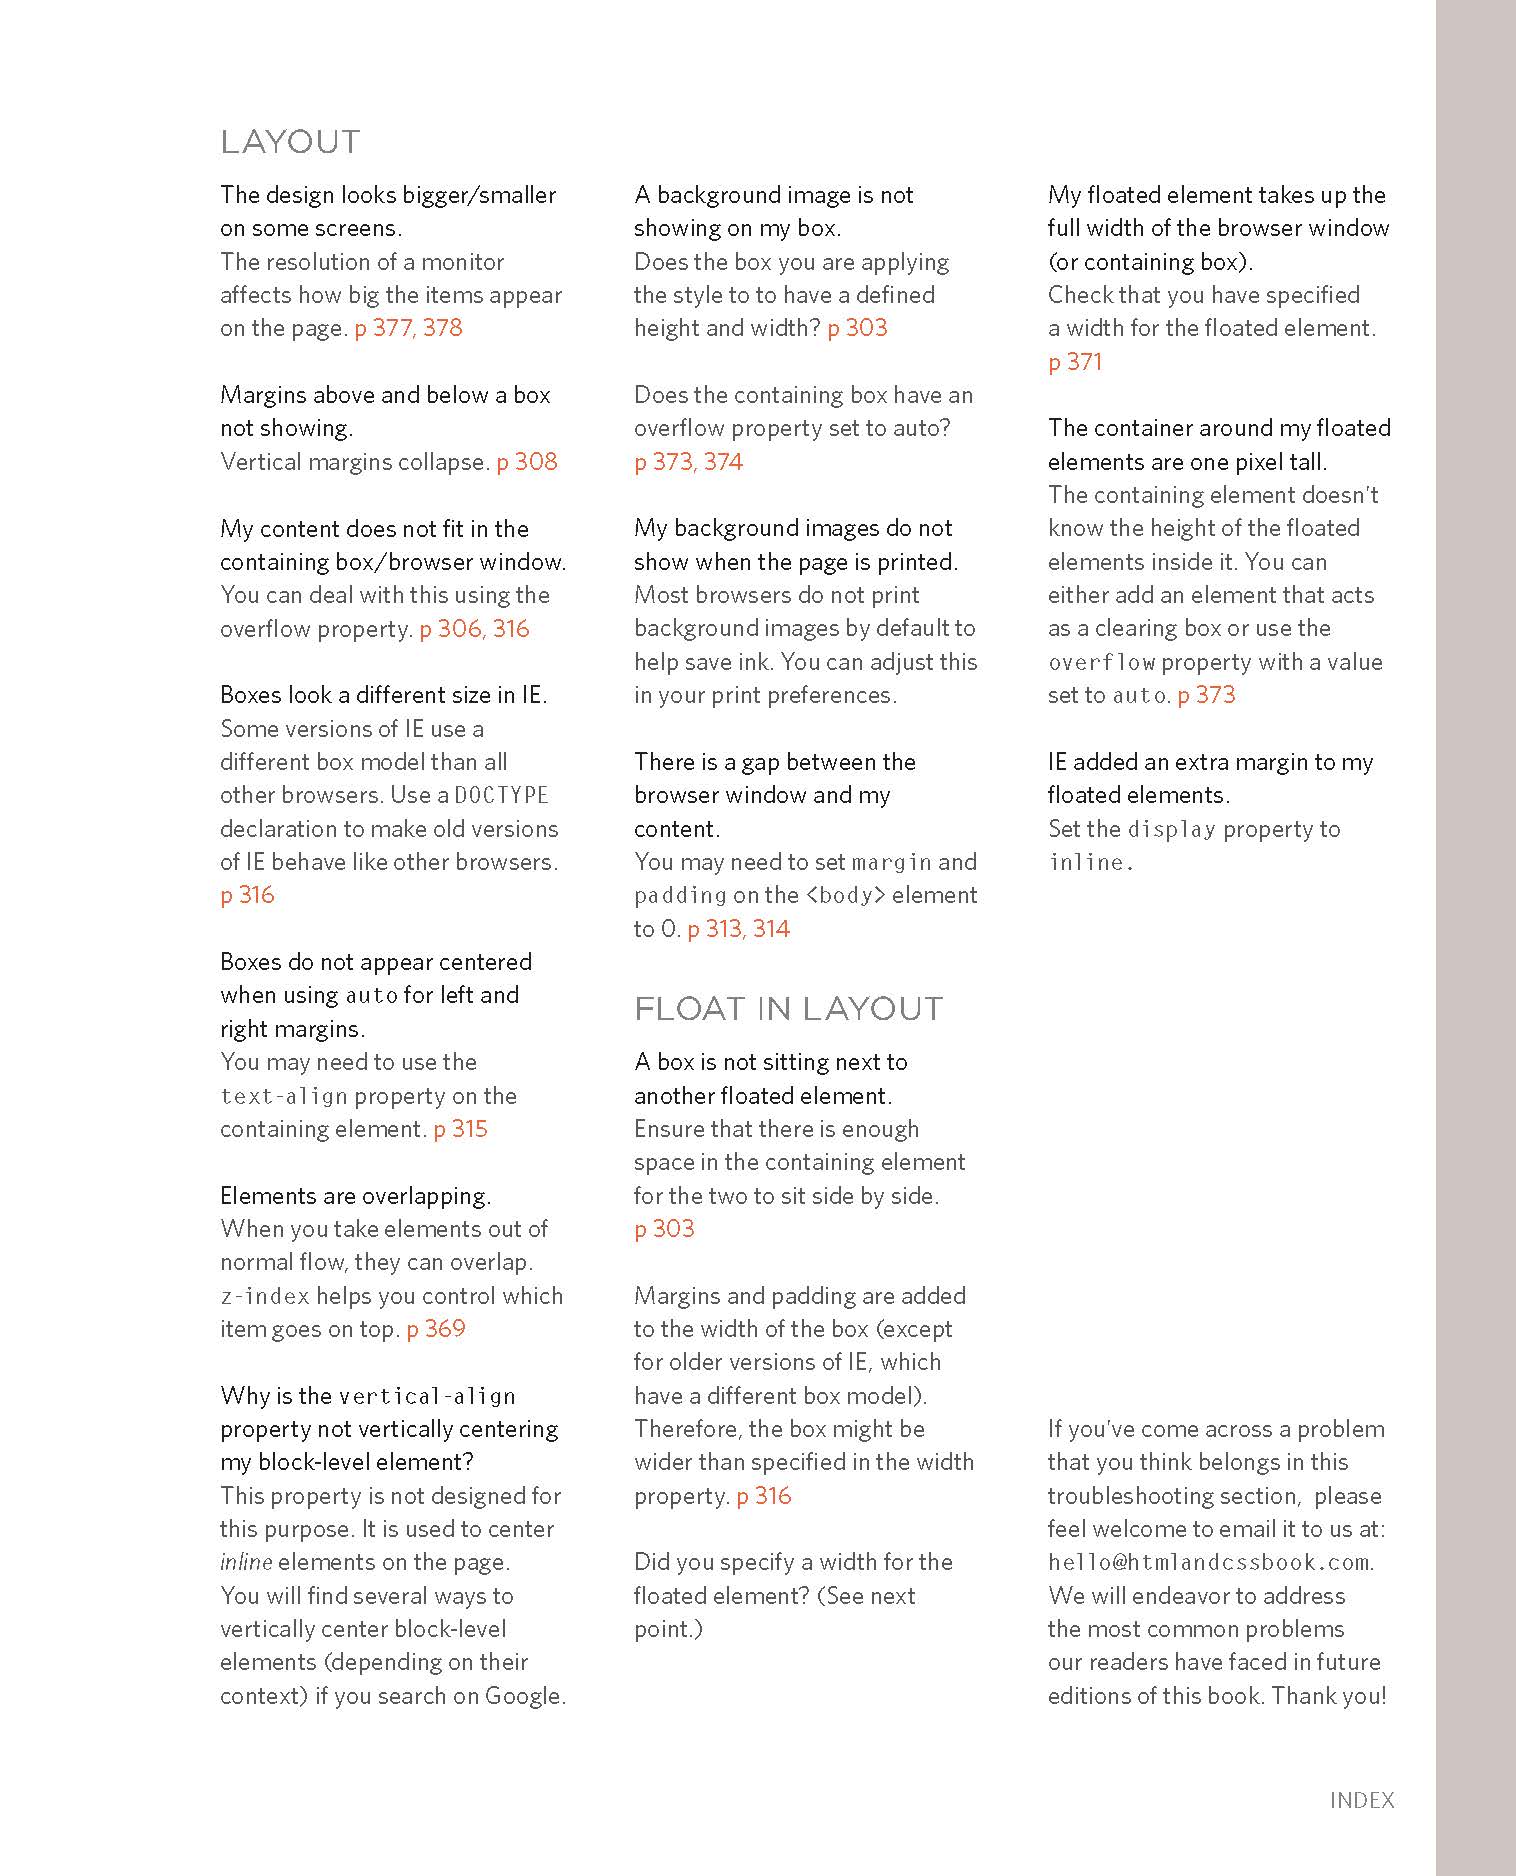 LAYOUT
The design looks bigger/smaller
on some screens.
The resolution of a monitor
affects how big the items appear
on the page. p 377, 378
Margins above and below a box
not showing.
Vertical margins collapse. p 308
My content does not fit in the
containing box/browser window.
You can deal with this using the
overflow property. p 306, 316
Boxes look a different size in IE.
Some versions of IE use a
different box model than all
other browsers. Use a DOCTYPE
declaration to make old versions
of IE behave like other browsers.
p 316
Boxes do not appear centered
when using auto for left and
right margins.
You may need to use the
text-align property on the
containing element. p 315
Elements are overlapping.
When you take elements out of
normal flow, they can overlap.
z-index helps you control which
item goes on top. p 369
Why is the vertical-align
property not vertically centering
my block-level element?
This property is not designed for
this purpose. It is used to center
inline elements on the page.
You will find several ways to
vertically center block-level
elements (depending on their
context) if you search on Google.
A background image is not
showing on my box.
Does the box you are applying
the style to to have a defined
height and width? p 303
Does the containing box have an
overflow property set to auto?
p 373, 374
My background images do not
show when the page is printed.
Most browsers do not print
background images by default to
help save ink. You can adjust this
in your print preferences.
There is a gap between the
browser window and my
content.
You may need to set margin and
padding on the <body> element
to 0. p 313, 314
FLOAT IN LAYOUT
A box is not sitting next to
another floated element.
Ensure that there is enough
space in the containing element
for the two to sit side by side.
p 303
Margins and padding are added
to the width of the box (except
for older versions of IE, which
have a different box model).
Therefore, the box might be
wider than specified in the width
property. p 316
Did you specify a width for the
floated element? (See next
point.)
My floated element takes up the
full width of the browser window
(or containing box).
Check that you have specified
a width for the floated element.
p 371
The container around my floated
elements are one pixel tall.
The containing element doesn't
know the height of the floated
elements inside it. You can
either add an element that acts
as a clearing box or use the
overflow property with a value
set to auto. p 373
IE added an extra margin to my
floated elements.
Set the display property to
inline.
If you've come across a problem
that you think belongs in this
troubleshooting section, please
feel welcome to email it to us at:
hello@htmlandcssbook.com.
We will endeavor to address
the most common problems
our readers have faced in future
editions of this book. Thank you!
INDEX